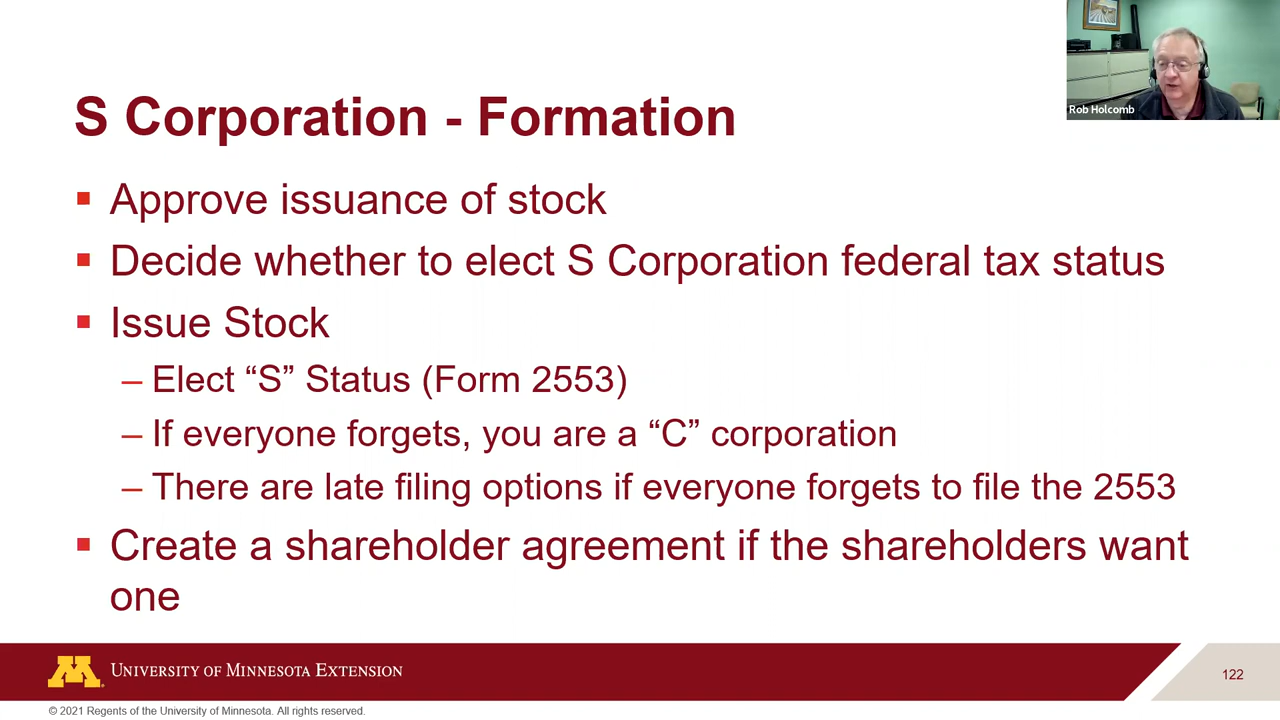 Rob Holcomb
S Corporation - Formation
▪ Approve issuance of stock
▪ Decide whether to elect S Corporation federal tax status
▪ Issue Stock
– Elect “S” Status (Form 2553)
– If everyone forgets, you are a “C” corporation
– There are late filing options if everyone forgets to file the 2553
▪ Create a shareholder agreement if the shareholders want
one
M UNIVERSITY OF MINNESOTA EXTENSION
122
© 2021 Regents of the University of Minnesota. All rights reserved.